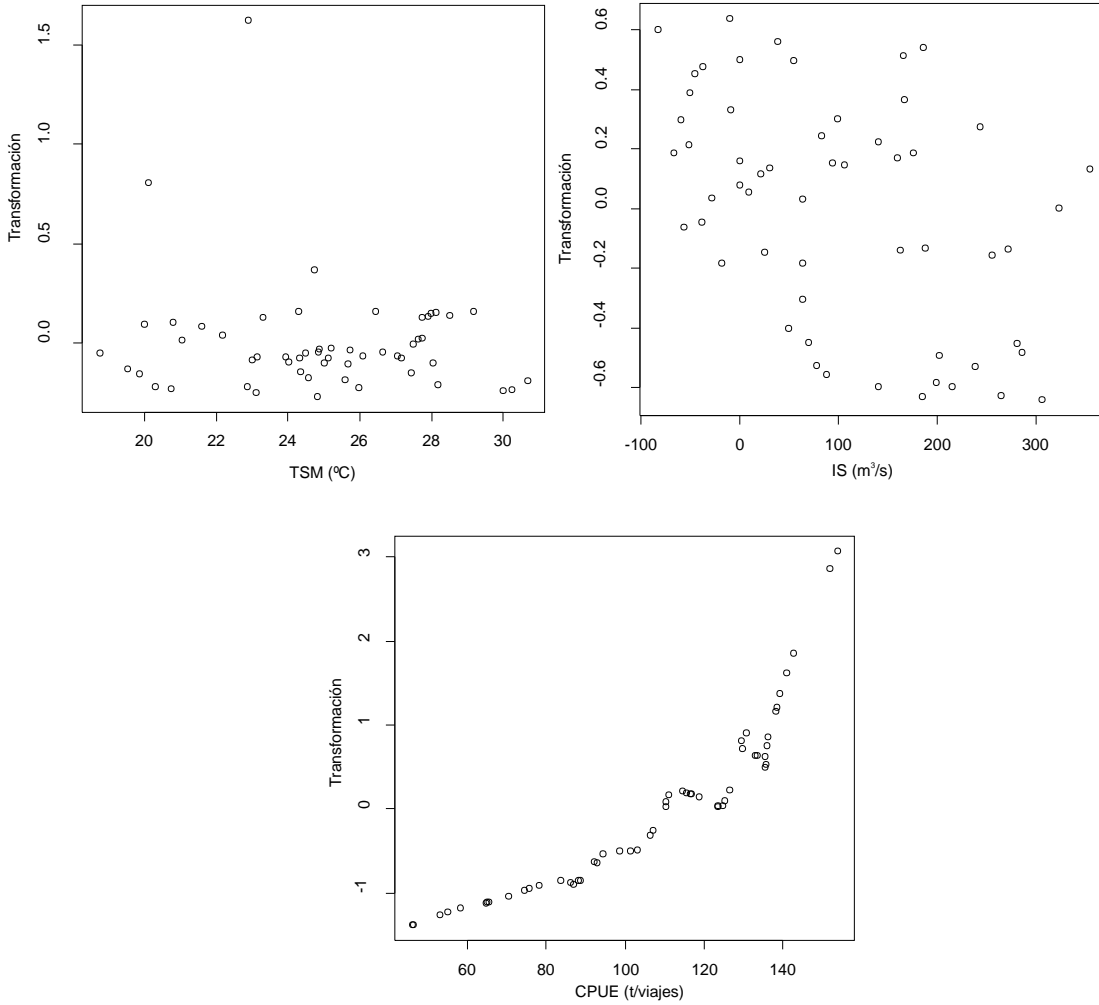 Transformación
1.5
1.0
0.5
0.0
20 22 24 26 28 30
TSM (ºC)
Transformación
0.6
0.4
0.2
0.0
-0.2
-0.4
-0.6
-100 0 100 200 300
IS (m³/s)
Transformación
3
2
1
0
-1
60 80 100 120 140
CPUE (t/viajes)